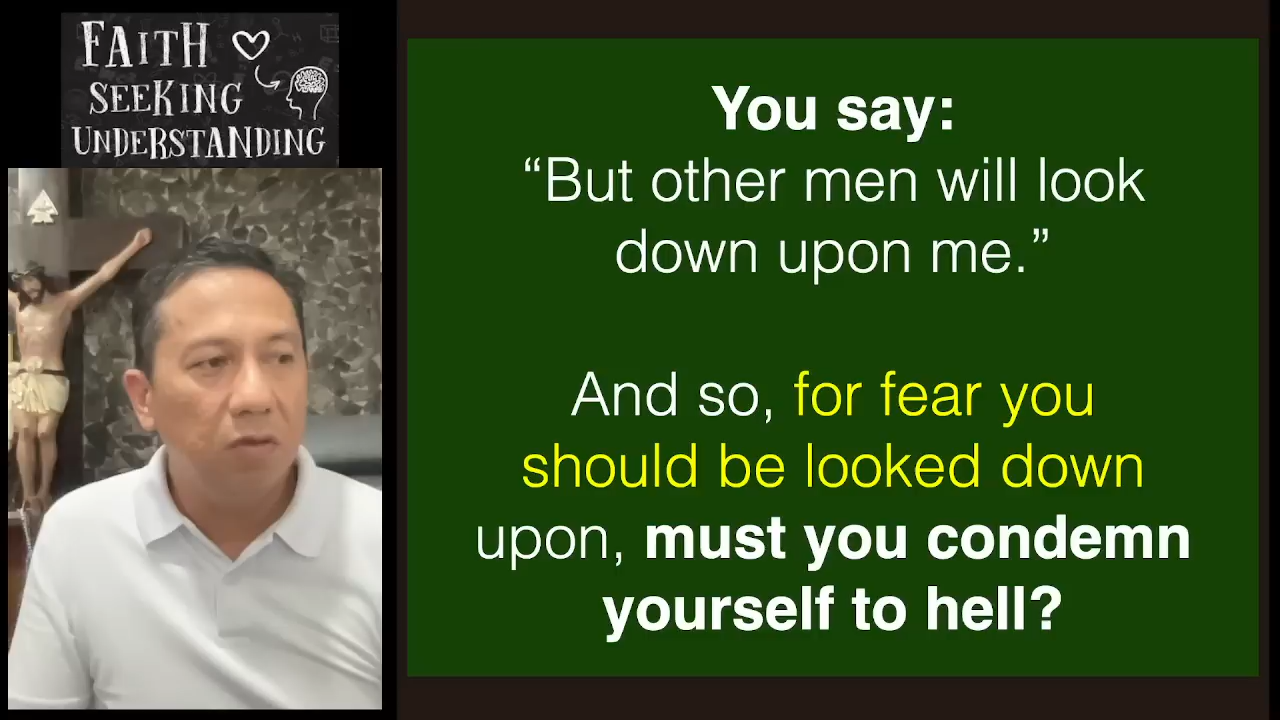 FAITH
SEEKING
UNDERSTANDING
You say:
“But other men will look
down upon me.”
And so, for fear you
should be looked down
upon, must you condemn
yourself to hell?